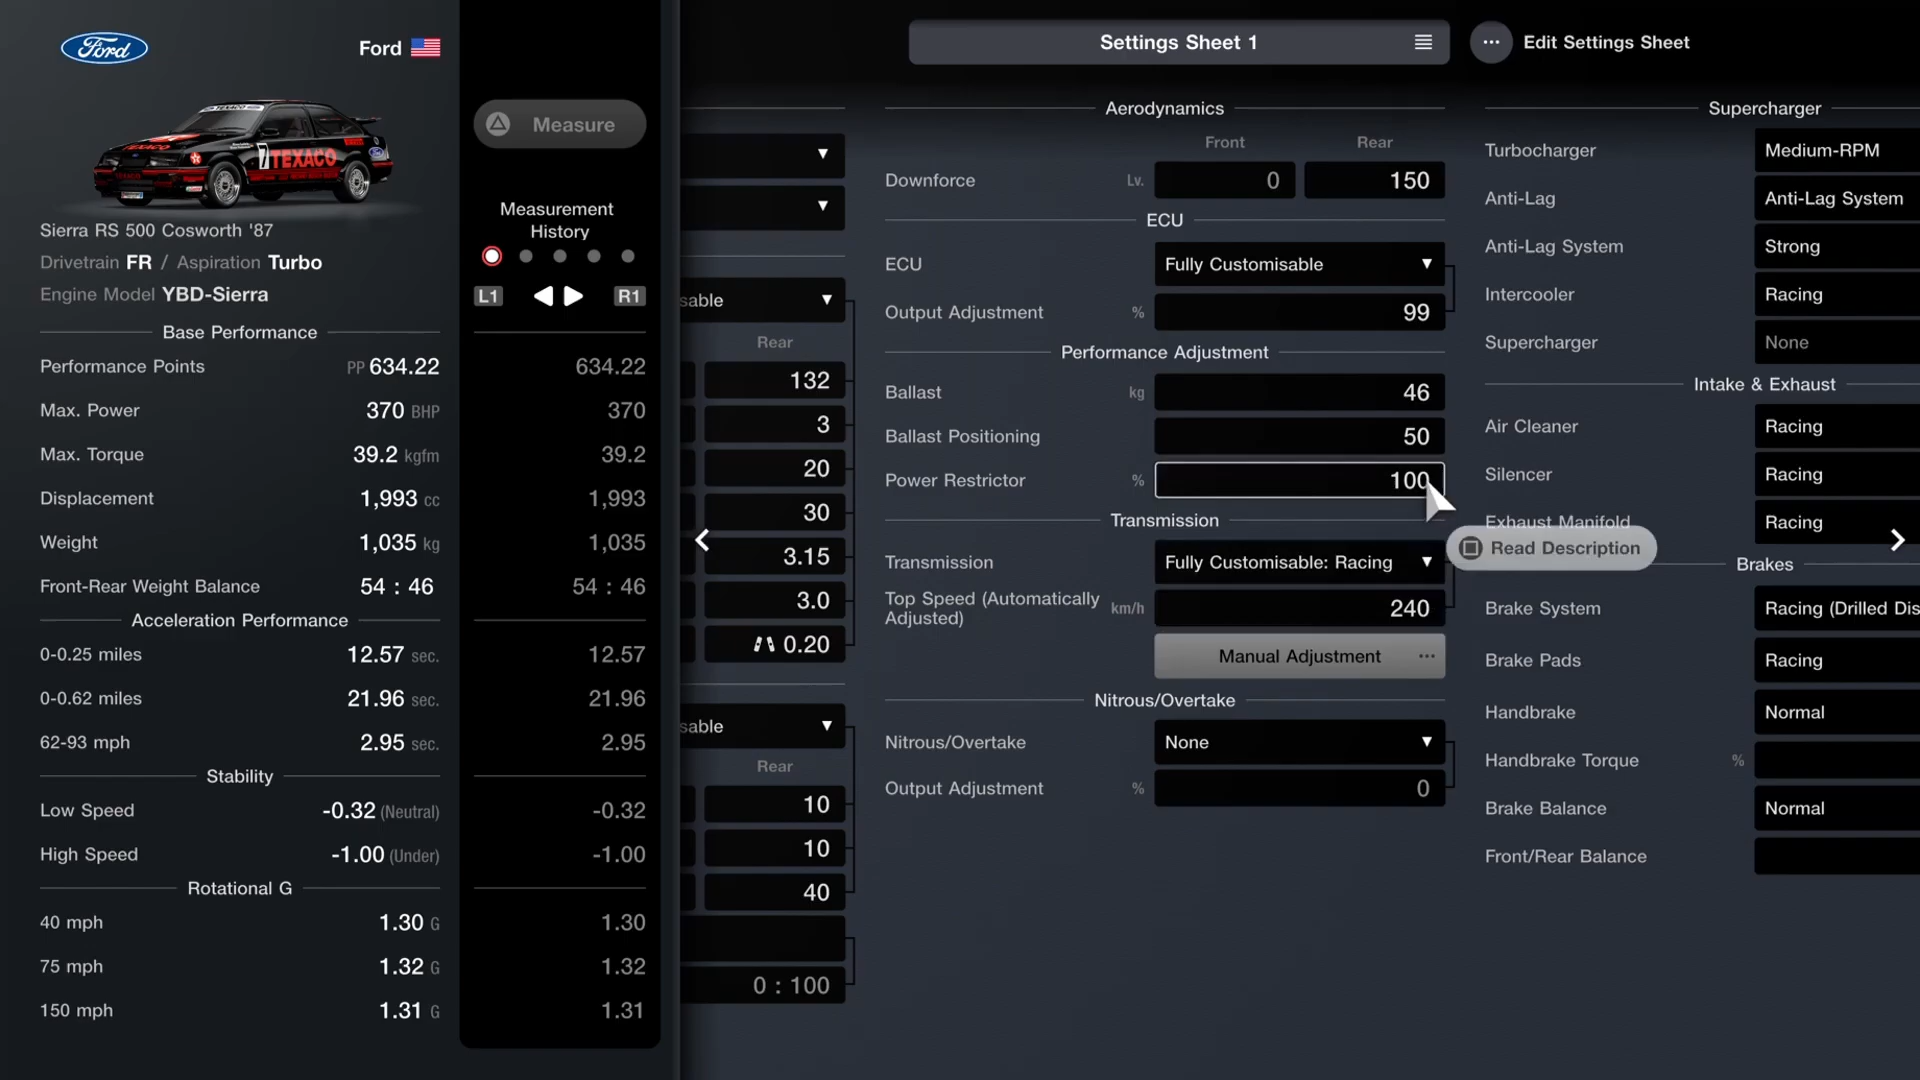 Ford
Ford
TEXACO
7 TEXACO
Sierra RS 500 Cosworth '87
Drivetrain FR / Aspiration Turbo
Engine Model YBD-Sierra
Base Performance
Performance Points PP 634.22
Max. Power 370 BHP
Max. Torque 39.2 kgfm
Displacement 1,993 cc
Weight 1,035 kg
Front-Rear Weight Balance 54 : 46
Acceleration Performance
0-0.25 miles 12.57 sec.
0-0.62 miles 21.96 sec.
62-93 mph 2.95 sec.
Stability
Low Speed -0.32 (Neutral)
High Speed -1.00 (Under)
Rotational G
40 mph 1.30 G
75 mph 1.32 G
150 mph 1.31 G
Measure
Measurement
History
L1 R1
634.22
370
39.2
1,993
1,035
54 : 46
12.57
21.96
2.95
-0.32
-1.00
1.30
1.32
1.31
sable
Rear
132
3
20
30
3.15
3.0
0.20
sable
Rear
10
10
40
0 : 100
Settings Sheet 1
Edit Settings Sheet
Aerodynamics
Front Rear
Downforce Lv. 0 150
ECU
ECU Fully Customisable
Output Adjustment % 99
Performance Adjustment
Ballast kg 46
Ballast Positioning 50
Power Restrictor % 100
Transmission
Transmission Fully Customisable: Racing
Top Speed (Automatically
Adjusted) km/h 240
Manual Adjustment
Nitrous/Overtake
Nitrous/Overtake None
Output Adjustment % 0
Supercharger
Turbocharger Medium-RPM
Anti-Lag Anti-Lag System
Anti-Lag System Strong
Intercooler Racing
Supercharger None
Intake & Exhaust
Air Cleaner Racing
Silencer Racing
Exhaust Manifold Racing
Read Description
Brakes
Brake System Racing (Drilled Dis
Brake Pads Racing
Handbrake Normal
Handbrake Torque %
Brake Balance Normal
Front/Rear Balance